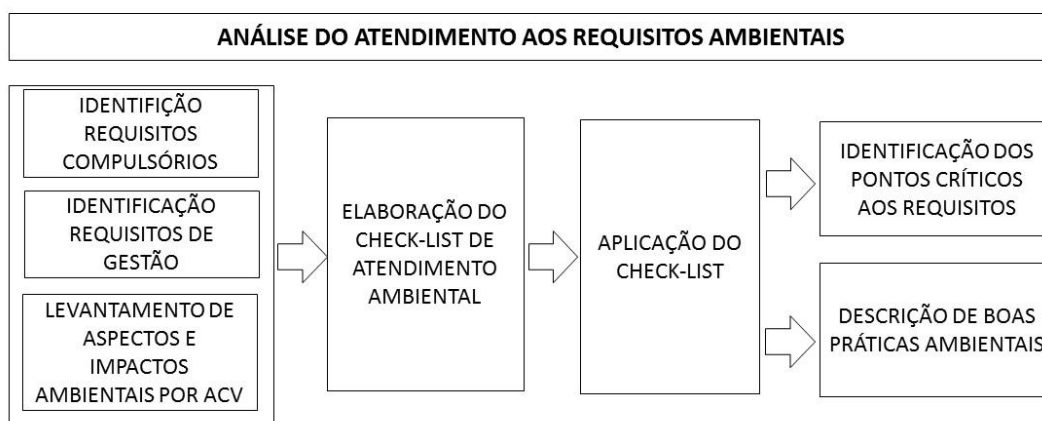 ANÁLISE DO ATENDIMENTO AOS REQUISITOS AMBIENTAIS
IDENTIFIÇÃO
REQUISITOS
COMPULSÓRIOS
IDENTIFICAÇÃO
REQUISITOS DE
GESTÃO
LEVANTAMENTO DE
ASPECTOS E
IMPACTOS
AMBIENTAIS POR ACV
ELABORAÇÃO DO
CHECK-LIST DE
ATENDIMENTO
AMBIENTAL
APLICAÇÃO DO
CHECK-LIST
IDENTIFICAÇÃO DOS
PONTOS CRÍTICOS
AOS REQUISITOS
DESCRIÇÃO DE BOAS
PRÁTICAS AMBIENTAIS